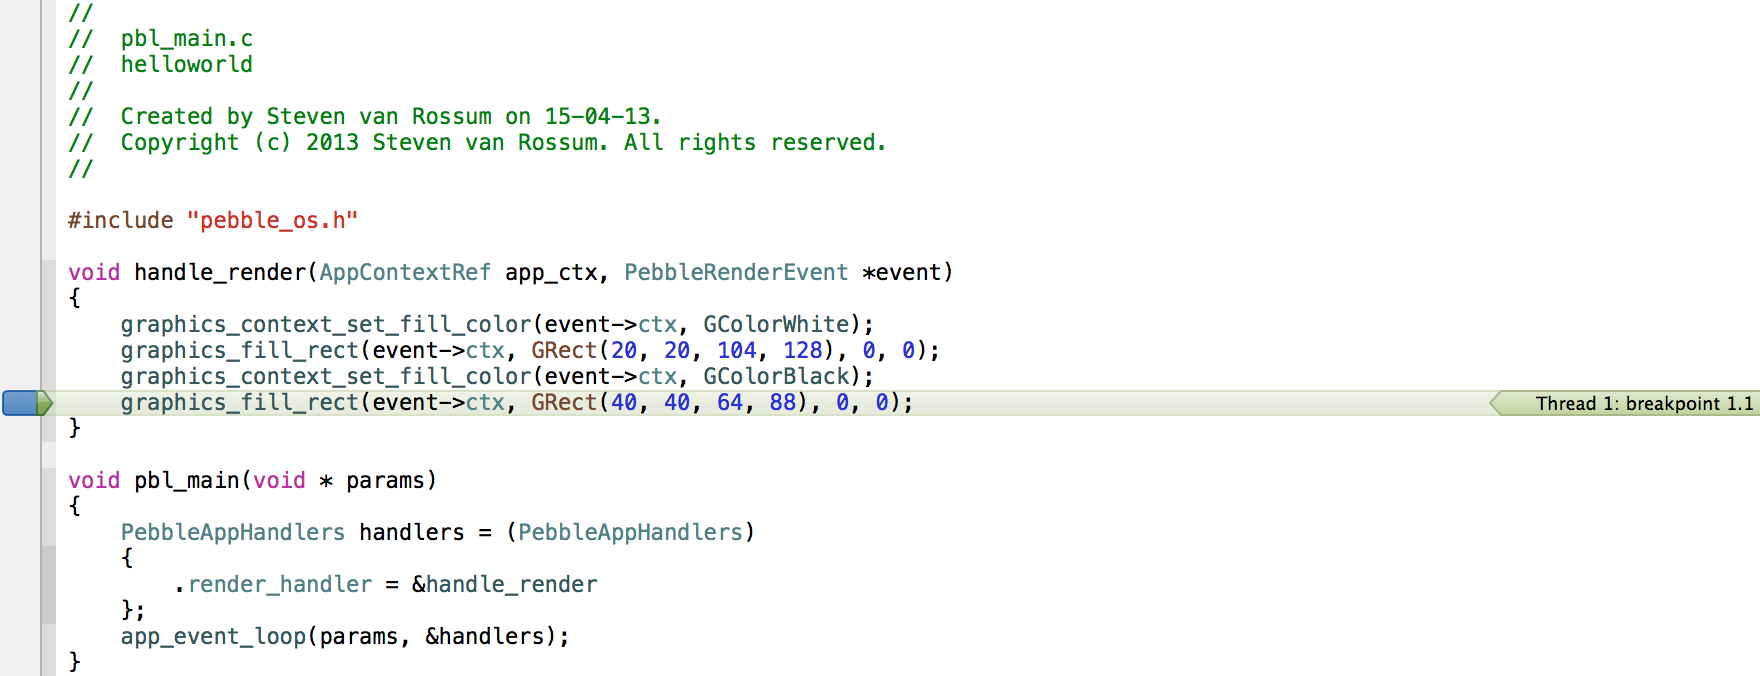 //
//  pbl_main.c
//  helloworld
//
//  Created by Steven van Rossum on 15-04-13.
//  Copyright (c) 2013 Steven van Rossum. All rights reserved.
//
#include "pebble_os.h"
void handle_render(AppContextRef app_ctx, PebbleRenderEvent *event)
{
    graphics_context_set_fill_color(event->ctx, GColorWhite);
    graphics_fill_rect(event->ctx, GRect(20, 20, 104, 128), 0, 0);
    graphics_context_set_fill_color(event->ctx, GColorBlack);
    graphics_fill_rect(event->ctx, GRect(40, 40, 64, 88), 0, 0);
Thread 1: breakpoint 1.1
}
void pbl_main(void * params)
{
    PebbleAppHandlers handlers = (PebbleAppHandlers)
    {
        .render_handler = &handle_render
    };
    app_event_loop(params, &handlers);
}